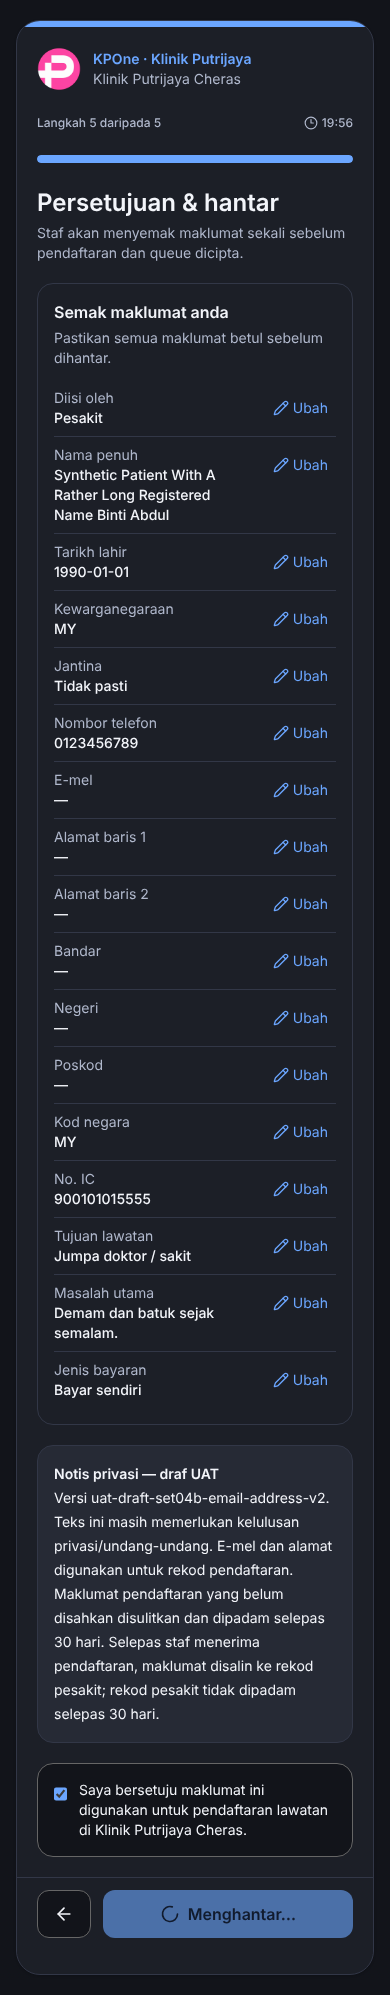 KPOne · Klinik Putrijaya
Klinik Putrijaya Cheras
Langkah 5 daripada 5
19:56
Persetujuan & hantar
Staf akan menyemak maklumat sekali sebelum
pendaftaran dan queue dicipta.
Semak maklumat anda
Pastikan semua maklumat betul sebelum
dihantar.
Diisi oleh
Pesakit
Ubah
Nama penuh
Synthetic Patient With A
Rather Long Registered
Name Binti Abdul
Ubah
Tarikh lahir
1990-01-01
Ubah
Kewarganegaraan
MY
Ubah
Jantina
Tidak pasti
Ubah
Nombor telefon
0123456789
Ubah
E-mel
—
Ubah
Alamat baris 1
—
Ubah
Alamat baris 2
—
Ubah
Bandar
—
Ubah
Negeri
—
Ubah
Poskod
—
Ubah
Kod negara
MY
Ubah
No. IC
900101015555
Ubah
Tujuan lawatan
Jumpa doktor / sakit
Ubah
Masalah utama
Demam dan batuk sejak
semalam.
Ubah
Jenis bayaran
Bayar sendiri
Ubah
Notis privasi — draf UAT
Versi uat-draft-set04b-email-address-v2.
Teks ini masih memerlukan kelulusan
privasi/undang-undang. E-mel dan alamat
digunakan untuk rekod pendaftaran.
Maklumat pendaftaran yang belum
disahkan disulitkan dan dipadam selepas
30 hari. Selepas staf menerima
pendaftaran, maklumat disalin ke rekod
pesakit; rekod pesakit tidak dipadam
selepas 30 hari.
Saya bersetuju maklumat ini
digunakan untuk pendaftaran lawatan
di Klinik Putrijaya Cheras.
Menghantar...